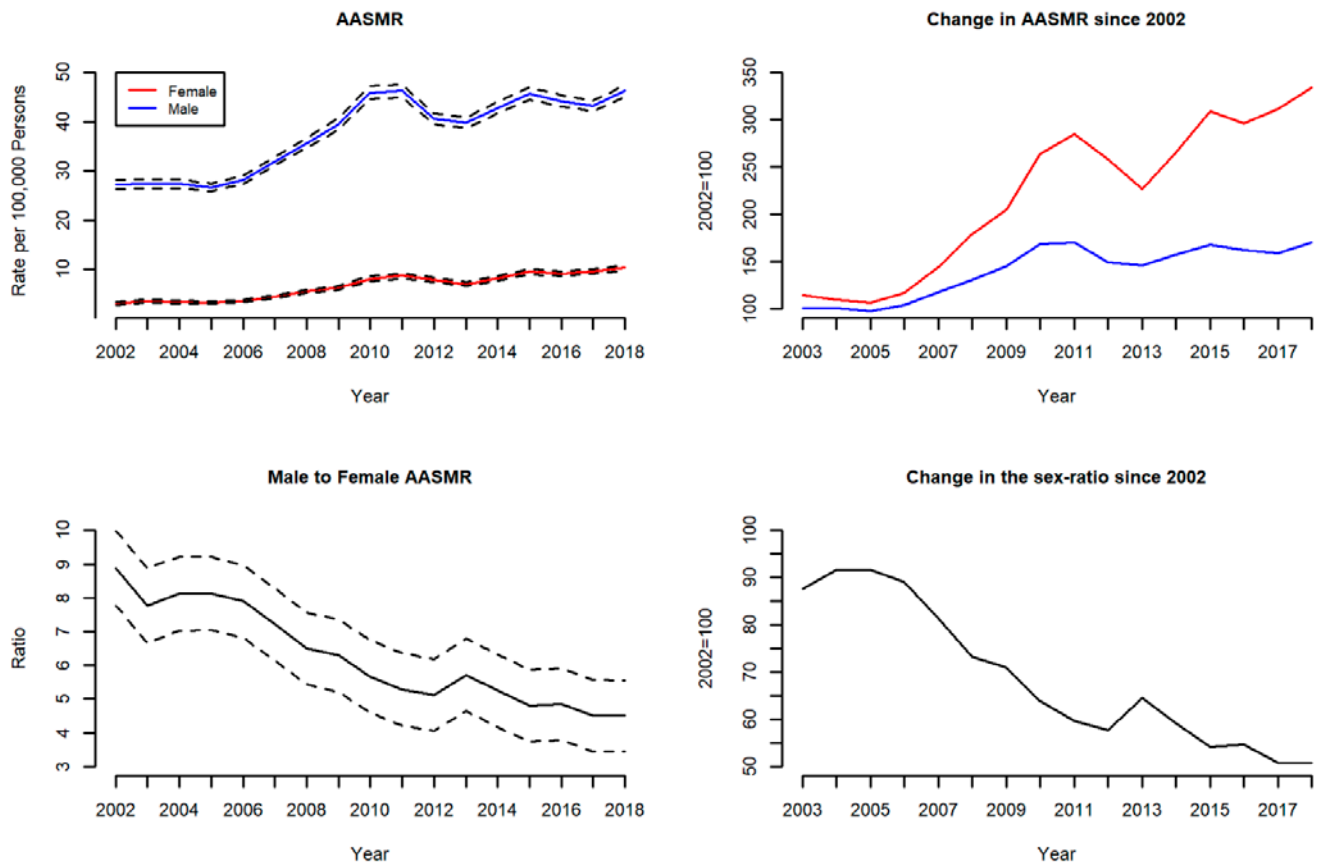 AASMR
Rate per 100,000 Persons
50
40
30
20
10
Female
Male
2002 2004 2006 2008 2010 2012 2014 2016 2018
Year
Change in AASMR since 2002
2002=100
350
300
250
200
150
100
2003 2005 2007 2009 2011 2013 2015 2017
Year
Male to Female AASMR
Ratio
10
9
8
7
6
5
4
3
2002 2004 2006 2008 2010 2012 2014 2016 2018
Year
Change in the sex-ratio since 2002
2002=100
100
90
80
70
60
50
2003 2005 2007 2009 2011 2013 2015 2017
Year